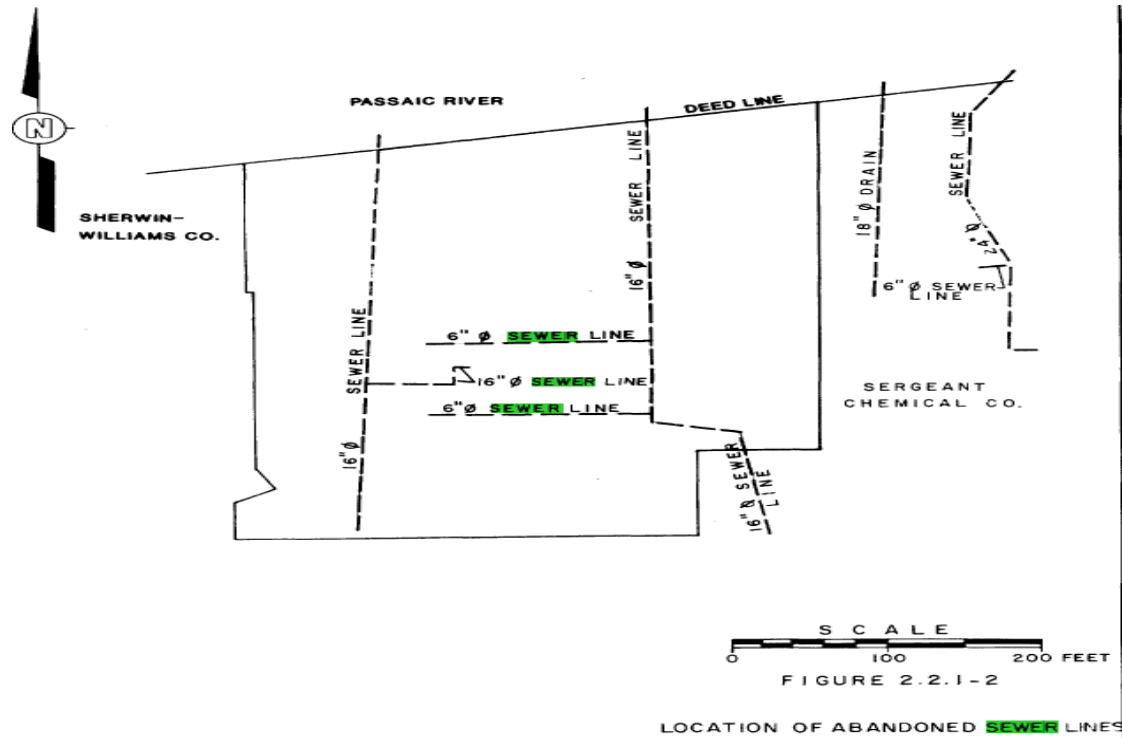 PASSAIC RIVER
DEED LINE
N
SHERWIN-
WILLIAMS CO.
SEWER LINE
16" Ø
SEWER LINE
16" Ø
18" Ø DRAIN
SEWER LINE
24" Ø
6" Ø SEWER
LINE
6" Ø SEWER LINE
16" Ø SEWER LINE
6" Ø SEWER LINE
16" Ø SEWER
LINE
SERGEANT
CHEMICAL CO.
SCALE
0 100 200 FEET
FIGURE 2.2.1-2
LOCATION OF ABANDONED SEWER LINES